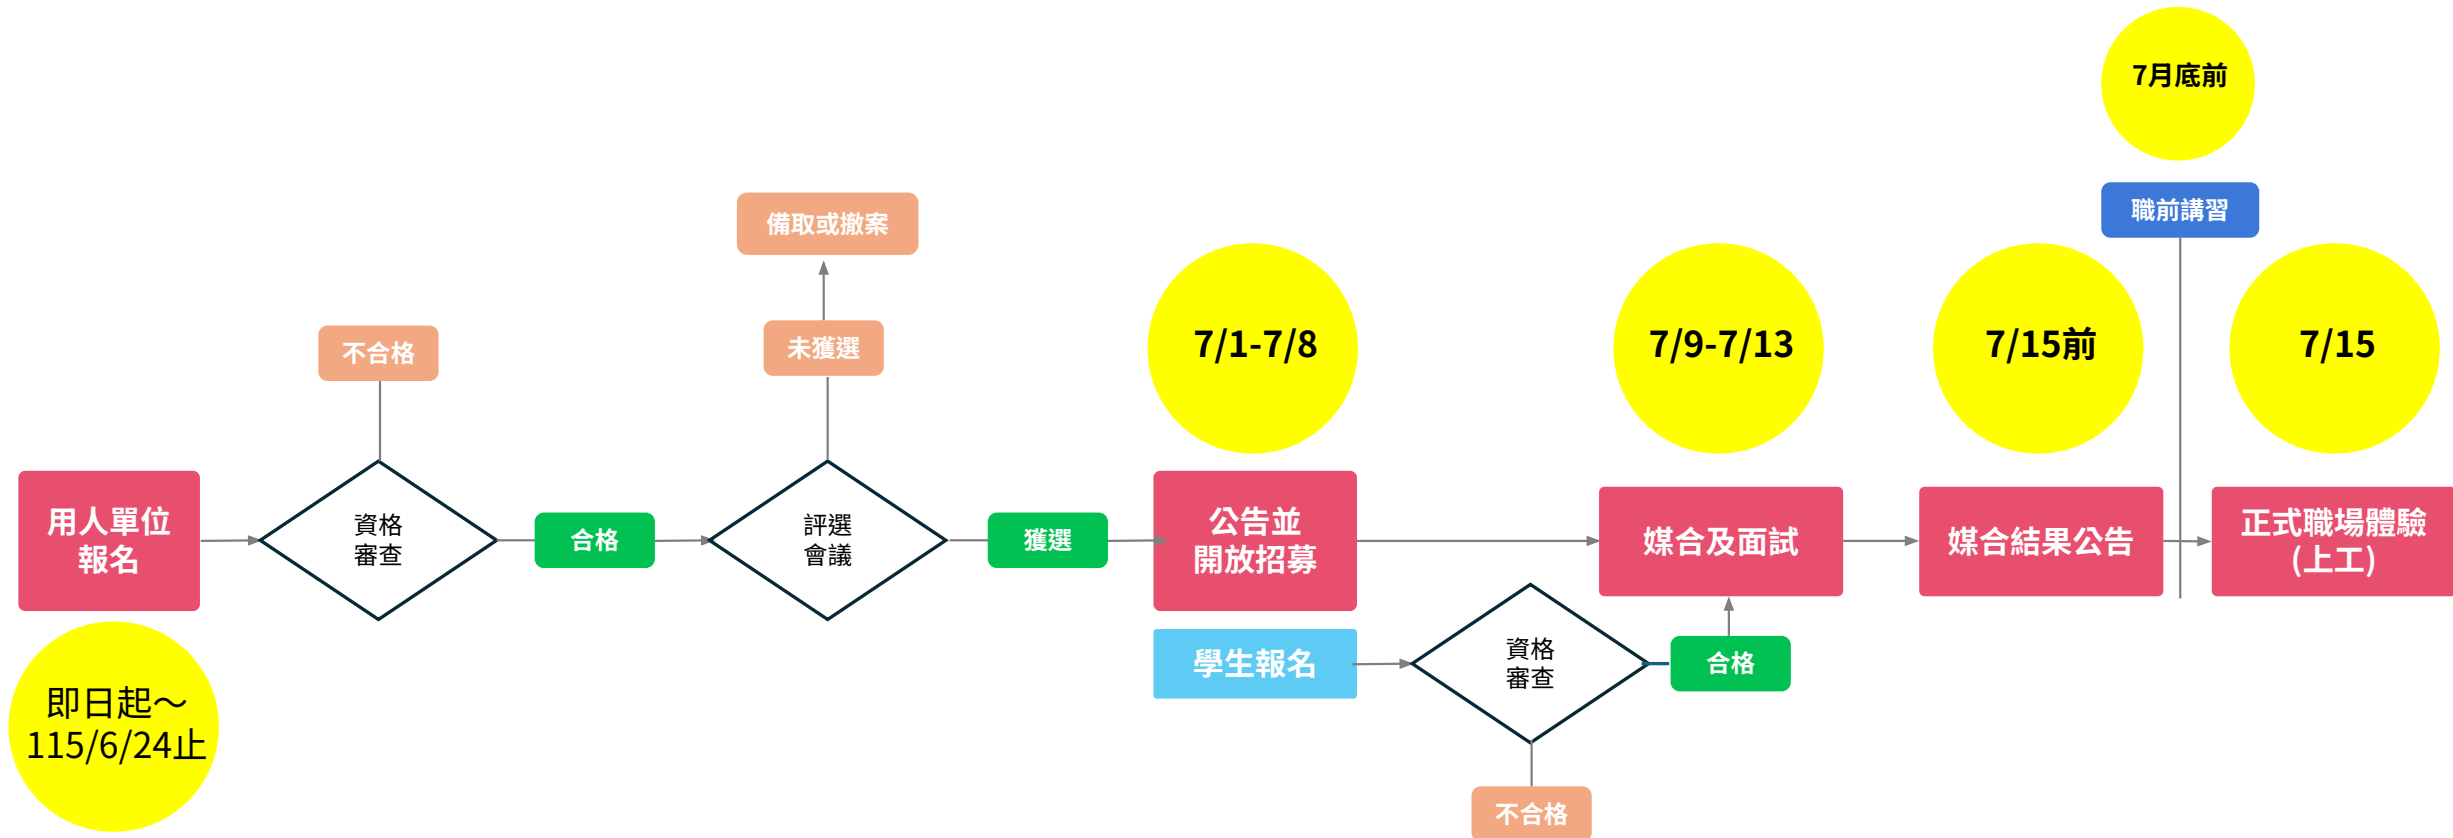 7月底前
職前講習
備取或撤案
未獲選
不合格
7/1-7/8
7/9-7/13
7/15前
7/15
用人單位
報名
資格
審查
合格
評選
會議
獲選
公告並
開放招募
媒合及面試
媒合結果公告
正式職場體驗
(上工)
學生報名
資格
審查
合格
不合格
即日起～
115/6/24止